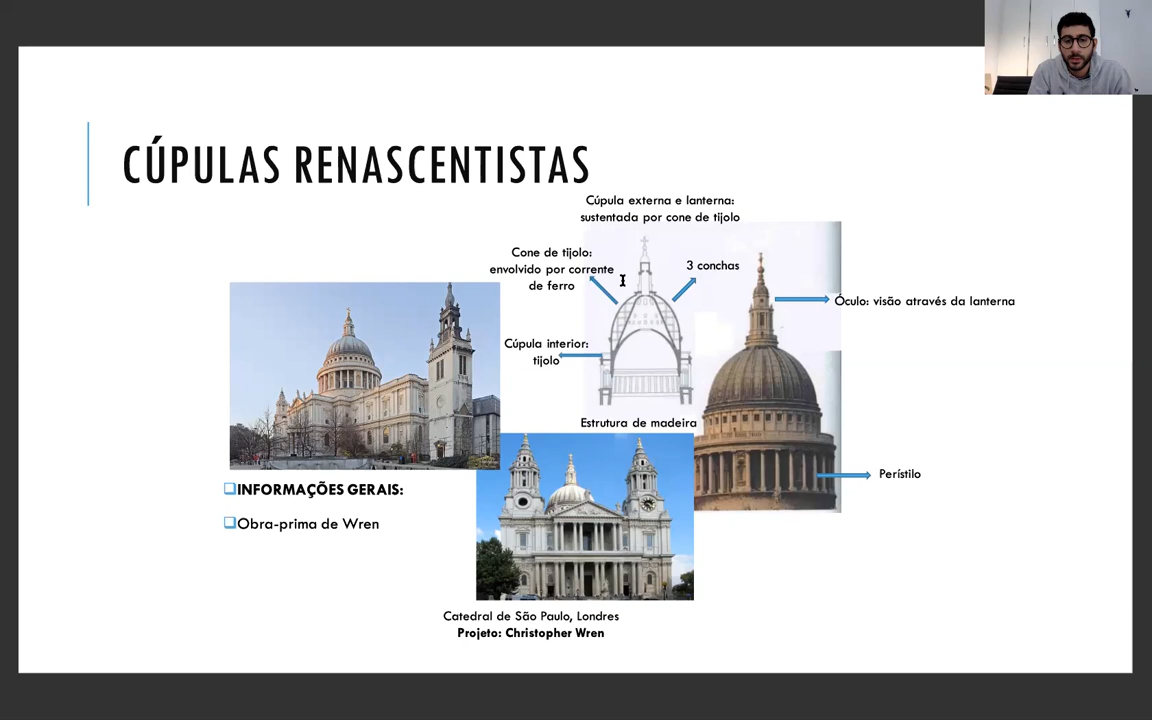 CÚPULAS RENASCENTISTAS
Cúpula externa e lanterna:
sustentada por cone de tijolo
Cone de tijolo:
envolvido por corrente
de ferro
3 conchas
Óculo: visão através da lanterna
Cúpula interior:
tijolo
Estrutura de madeira
Perístilo
INFORMAÇÕES GERAIS:
Obra-prima de Wren
Catedral de São Paulo, Londres
Projeto: Christopher Wren